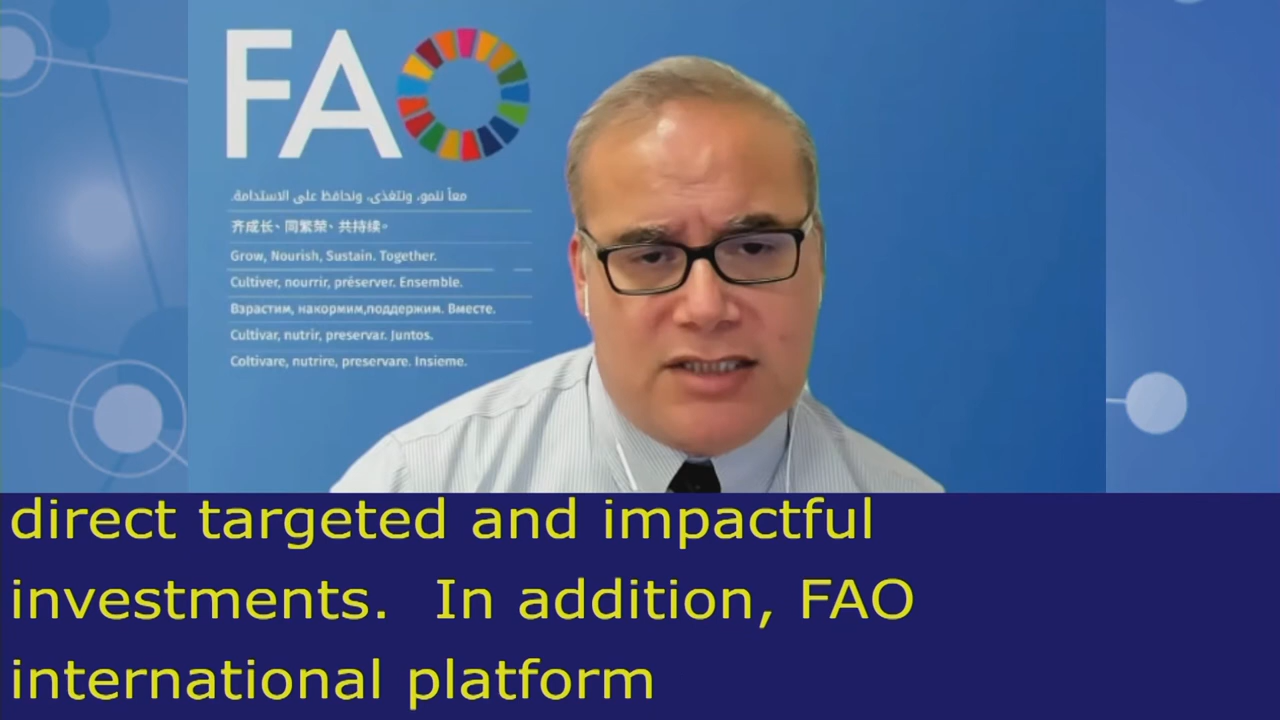 FAO
معاً ننمو، ونتغذى، ونحافظ على الاستدامة.
齐成长、同繁荣、共持续。
Grow, Nourish, Sustain. Together.
Cultiver, nourrir, préserver. Ensemble.
Взрастим, накормим,поддержим. Вместе.
Cultivar, nutrir, preservar. Juntos.
Coltivare, nutrire, preservare. Insieme.
direct targeted and impactful
investments.  In addition, FAO
international platform